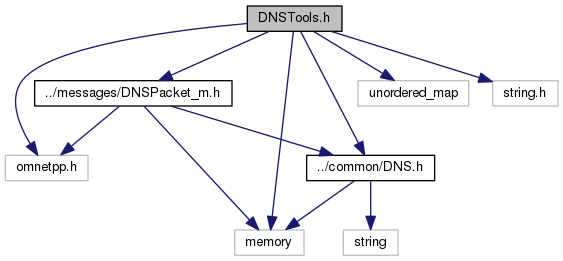 DNSTools.h
../messages/DNSPacket_m.h
unordered_map
string.h
omnetpp.h
../common/DNS.h
memory
string